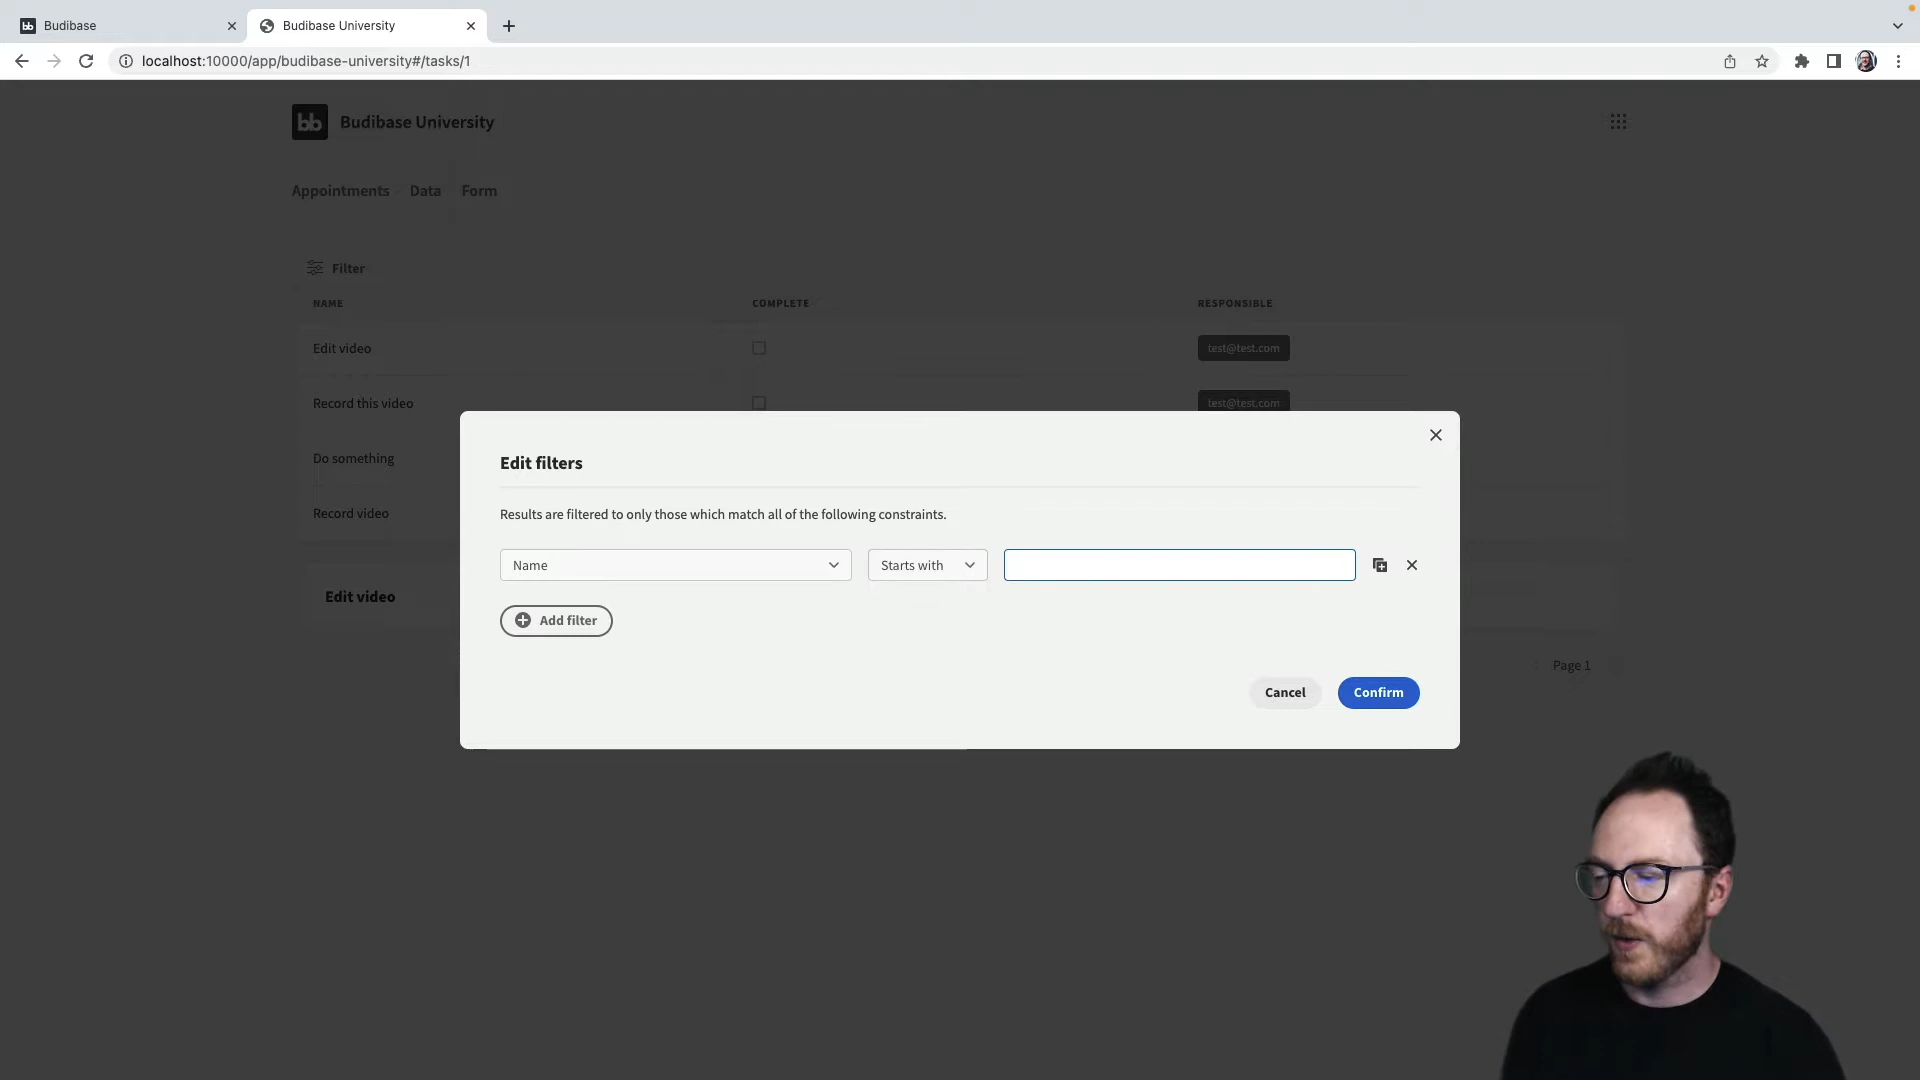 Budibase
Budibase University
localhost:10000/app/budibase-university#/tasks/1
bb Budibase University
Appointments Data Form
Filter
NAME COMPLETE RESPONSIBLE
Edit video test@test.com
Record this video test@test.com
Do something
Record video
Edit filters
Results are filtered to only those which match all of the following constraints.
Name Starts with
Add filter
Cancel Confirm
Edit video
Page 1